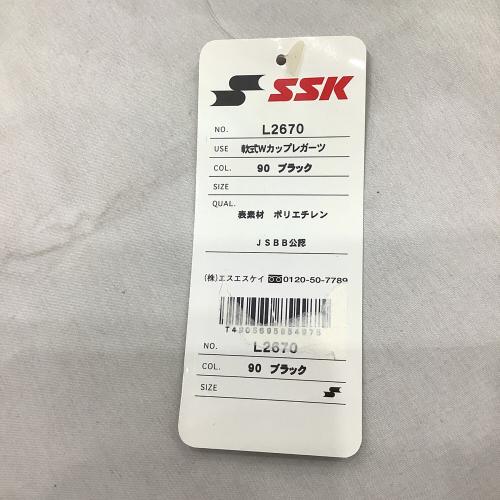 SSK
NO. L2670
USE 軟式Wカップレガーツ
COL. 90 ブラック
SIZE
QUAL.
表素材 ポリエチレン
JSBB公認
(株)エスエスケイ 0120-50-7789
NO. L2670
COL. 90 ブラック
SIZE